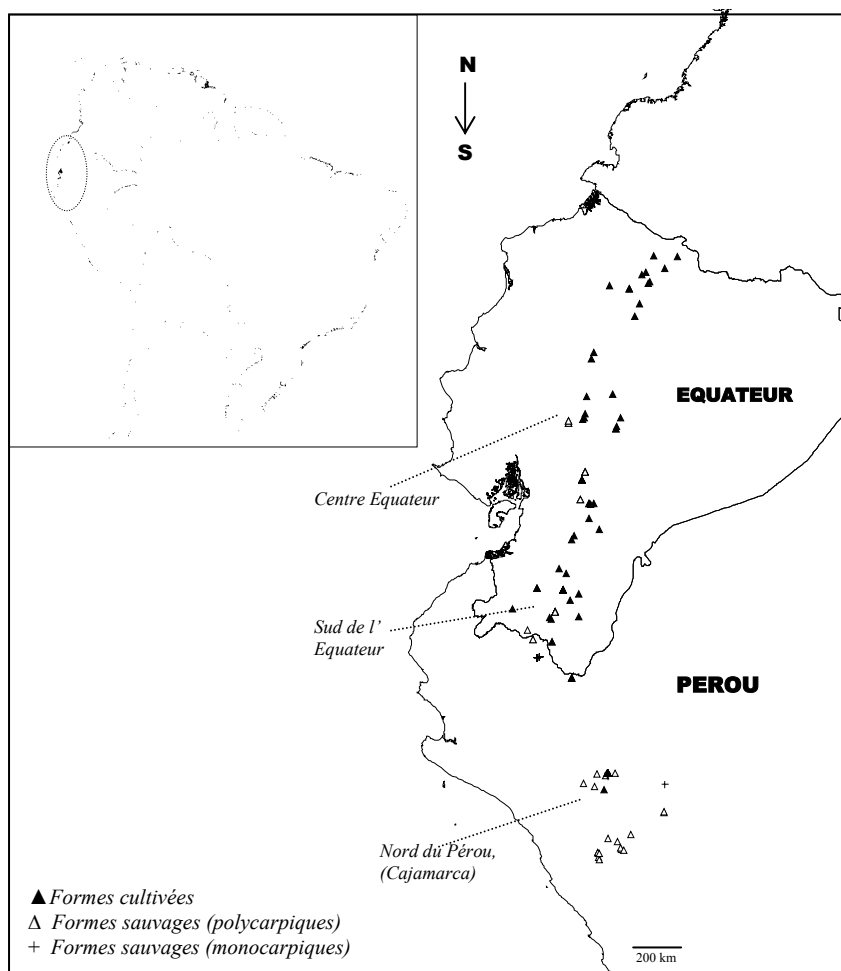 N
S
EQUATEUR
Centre Equateur
Sud de l’
Equateur
PEROU
Nord du Pérou,
(Cajamarca)
▲ Formes cultivées
Δ Formes sauvages (polycarpiques)
+ Formes sauvages (monocarpiques)
200 km